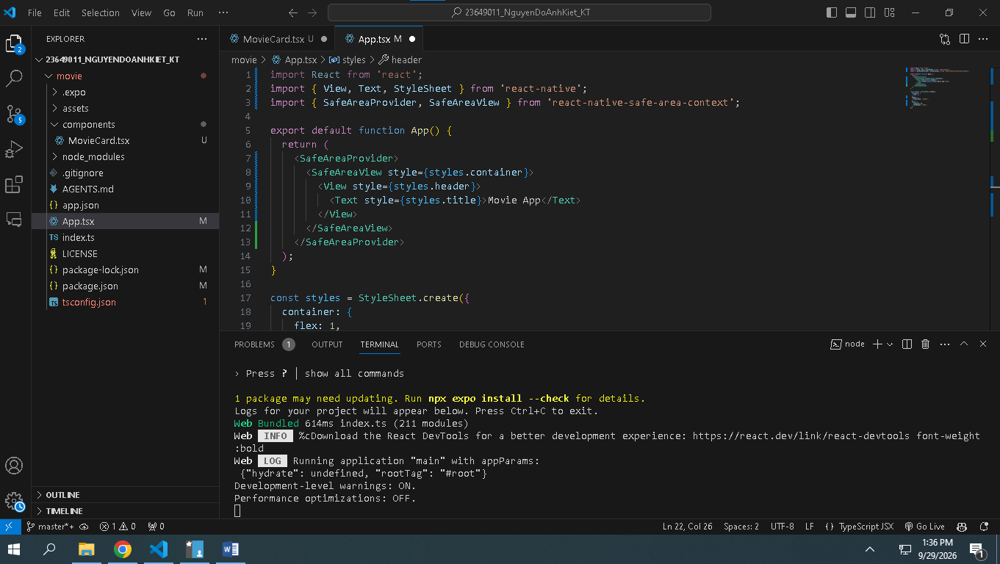 File Edit Selection View Go Run ···
23649011_NguyenDoAnhKiet_KT
EXPLORER ···
2
5
23649011_NGUYENDOANHKIET_KT
movie
.expo
assets
components
MovieCard.tsx U
node_modules
.gitignore
AGENTS.md
{} app.json
App.tsx M
TS index.ts
LICENSE
{} package-lock.json M
{} package.json M
TS tsconfig.json 1
OUTLINE
TIMELINE
MovieCard.tsx U
App.tsx M
movie > App.tsx > styles > header
1 import React from 'react';
2 import { View, Text, StyleSheet } from 'react-native';
3 import { SafeAreaProvider, SafeAreaView } from 'react-native-safe-area-context';
4
5 export default function App() {
6 return (
7 <SafeAreaProvider>
8 <SafeAreaView style={styles.container}>
9 <View style={styles.header}>
10 <Text style={styles.title}>Movie App</Text>
11 </View>
12 </SafeAreaView>
13 </SafeAreaProvider>
14 );
15 }
16
17 const styles = StyleSheet.create({
18 container: {
19 flex: 1,
PROBLEMS 1 OUTPUT TERMINAL PORTS DEBUG CONSOLE
node
› Press ? │ show all commands
1 package may need updating. Run npx expo install --check for details.
Logs for your project will appear below. Press Ctrl+C to exit.
Web Bundled 614ms index.ts (211 modules)
Web INFO %cDownload the React DevTools for a better development experience: https://react.dev/link/react-devtools font-weight
:bold
Web LOG Running application "main" with appParams:
{"hydrate": undefined, "rootTag": "#root"}
Development-level warnings: ON.
Performance optimizations: OFF.
master*+ 1 0 0 Ln 22, Col 26 Spaces: 2 UTF-8 LF {} TypeScript JSX Go Live
1:36 PM
9/29/2026
1